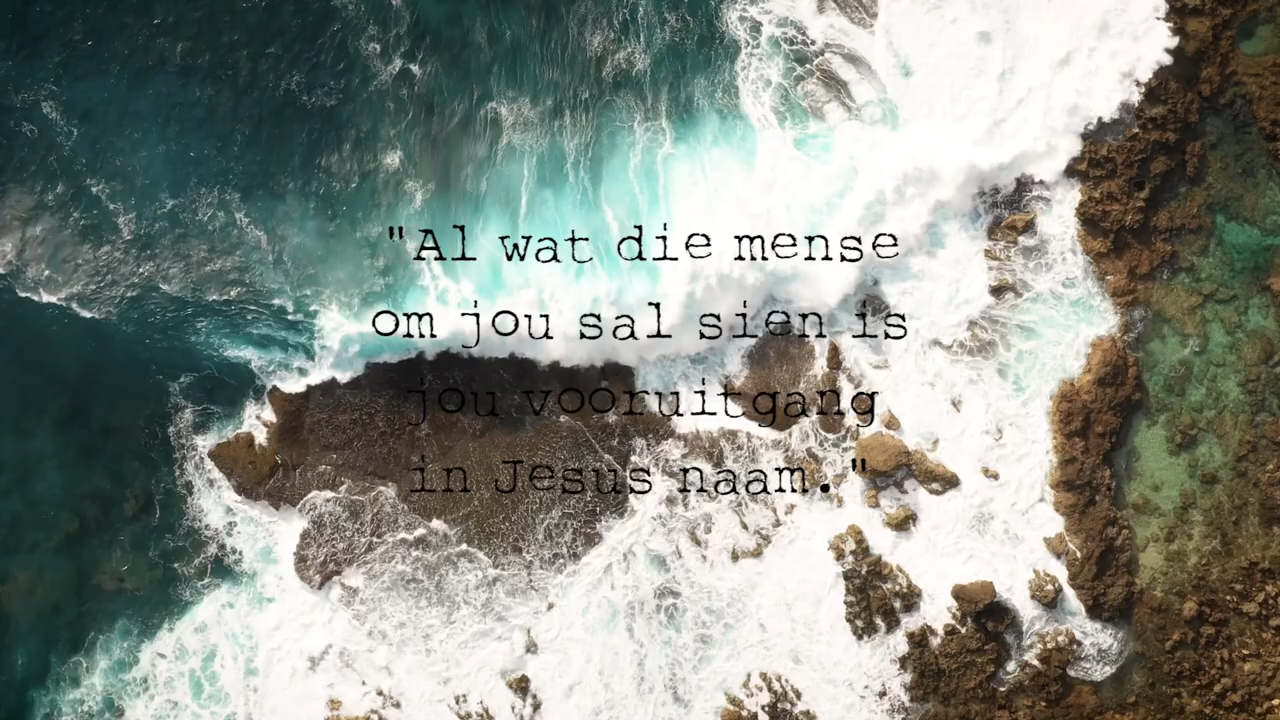 "Al wat die mense
om jou sal sien is
jou vooruitgang
in Jesus naam."